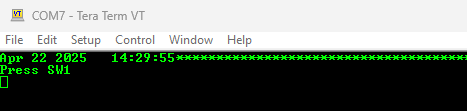 COM7 - Tera Term VT
File Edit Setup Control Window Help
Apr 22 2025   14:29:55************************************
Press SW1